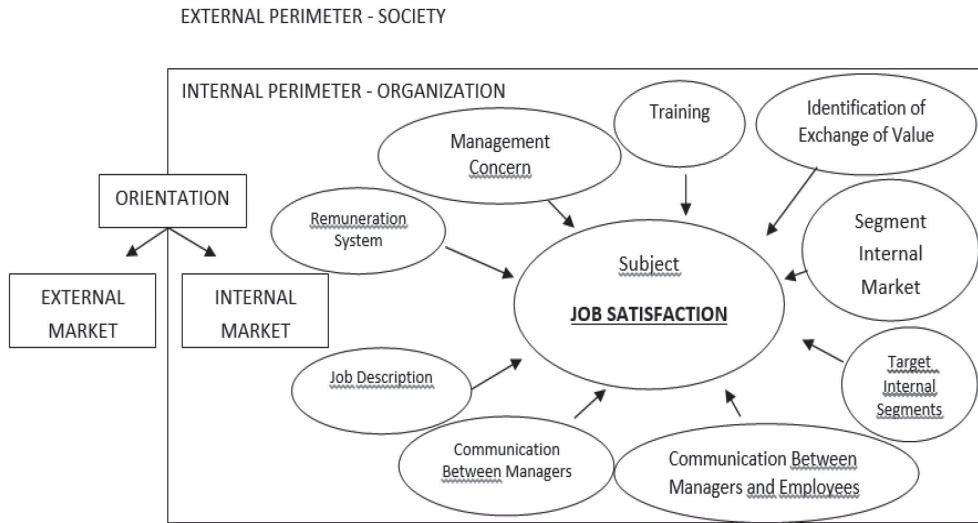 EXTERNAL PERIMETER - SOCIETY
INTERNAL PERIMETER - ORGANIZATION
Training
Identification of
Exchange of Value
Management
Concern
ORIENTATION
Remuneration
System
Segment
Internal
Market
Subject
JOB SATISFACTION
EXTERNAL
MARKET
INTERNAL
MARKET
Job Description
Target
Internal
Segments
Communication
Between Managers
Communication Between
Managers and Employees